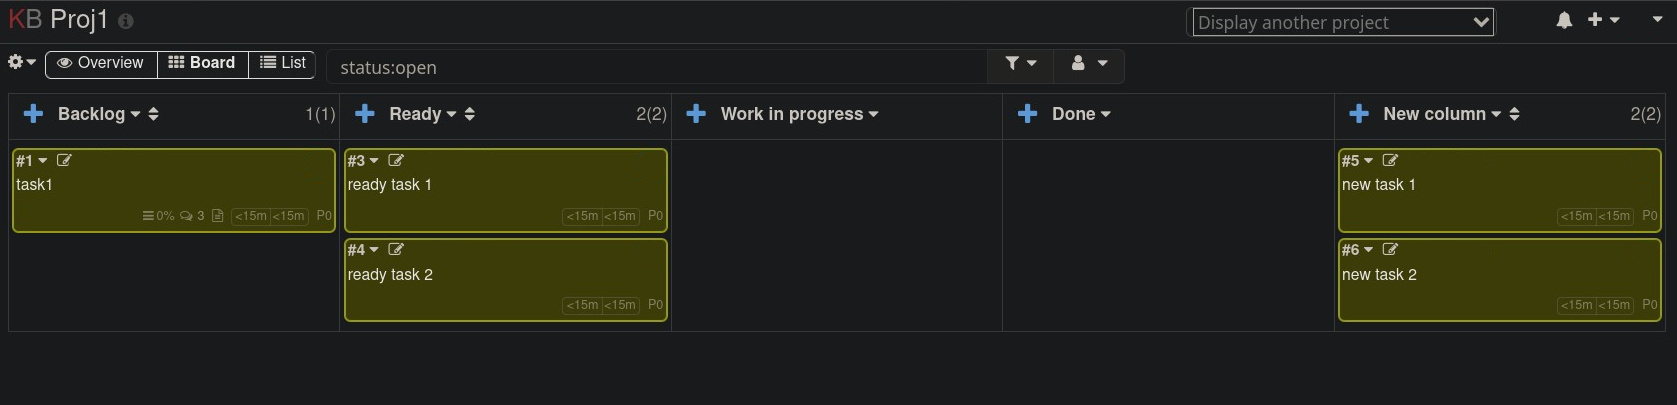 KB Proj1
Display another project
Overview
Board
List
status:open
Backlog
1(1)
Ready
2(2)
Work in progress
Done
New column
2(2)
#1
task1
0% 3 <15m <15m P0
#3
ready task 1
<15m <15m P0
#4
ready task 2
<15m <15m P0
#5
new task 1
<15m <15m P0
#6
new task 2
<15m <15m P0